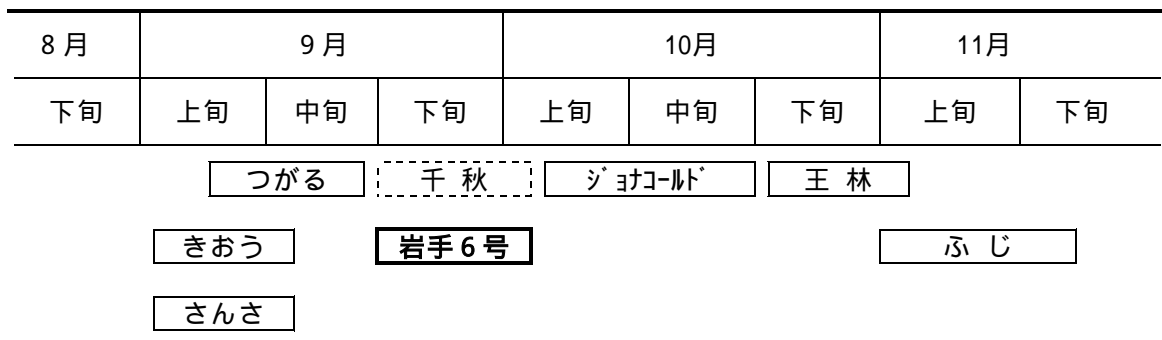 8月 9月 10月 11月
下旬 上旬 中旬 下旬 上旬 中旬 下旬 上旬 下旬
つがる 千秋 ｼﾞｮﾅｺｰﾙﾄﾞ 王林
きおう 岩手6号 ふじ
さんさ